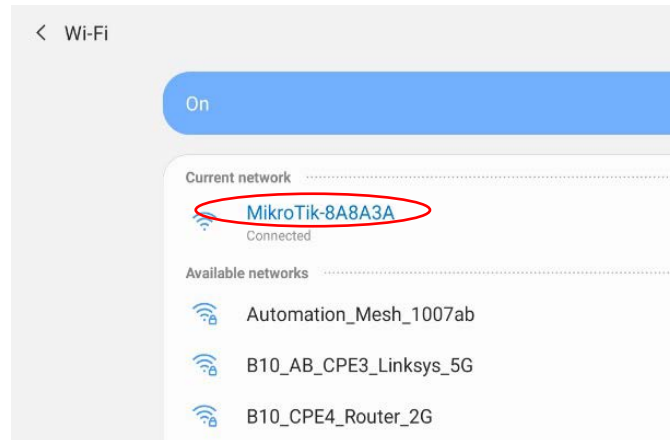 Wi-Fi
On
Current network
MikroTik-8A8A3A
Connected
Available networks
Automation_Mesh_1007ab
B10_AB_CPE3_Linksys_5G
B10_CPE4_Router_2G